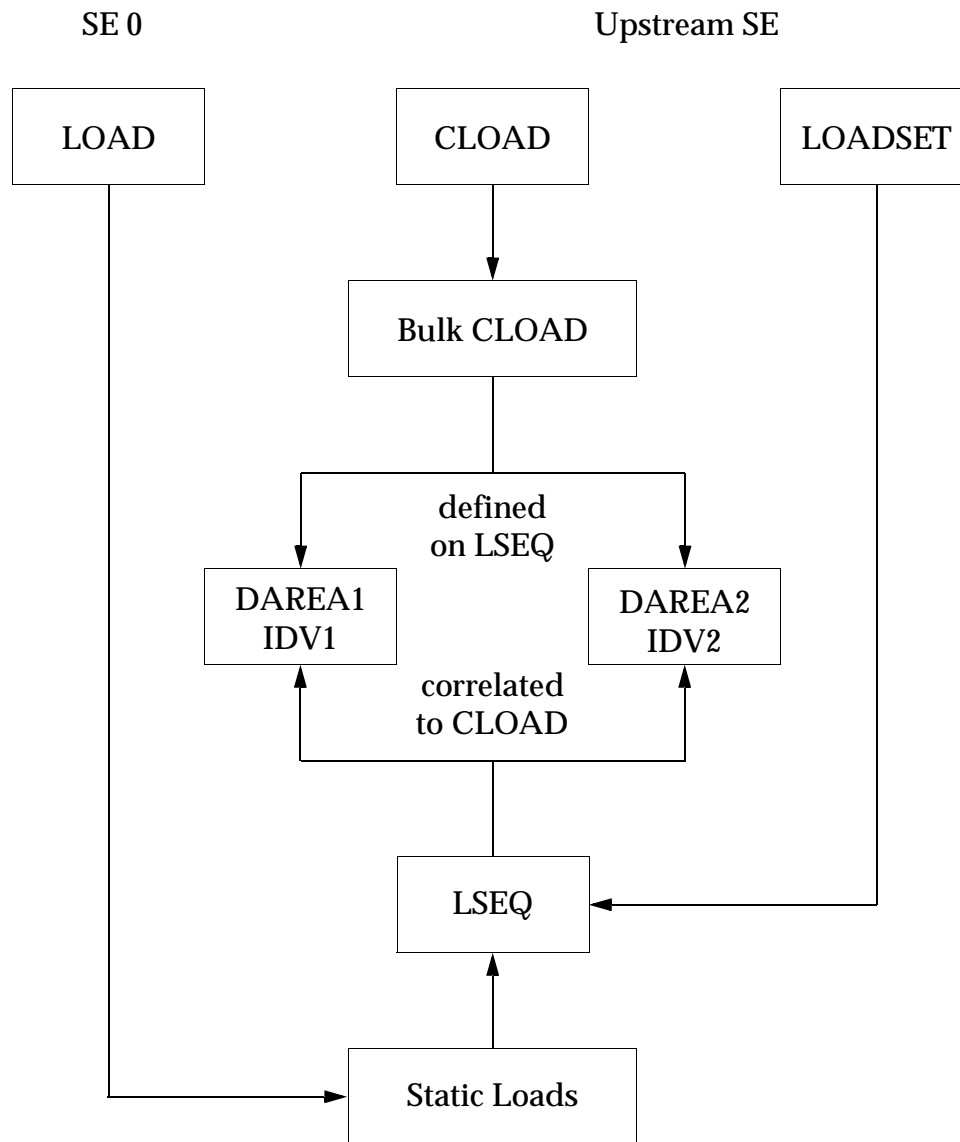 SE 0
Upstream SE
LOAD
CLOAD
LOADSET
Bulk CLOAD
defined
on LSEQ
DAREA1
IDV1
DAREA2
IDV2
correlated
to CLOAD
LSEQ
Static Loads